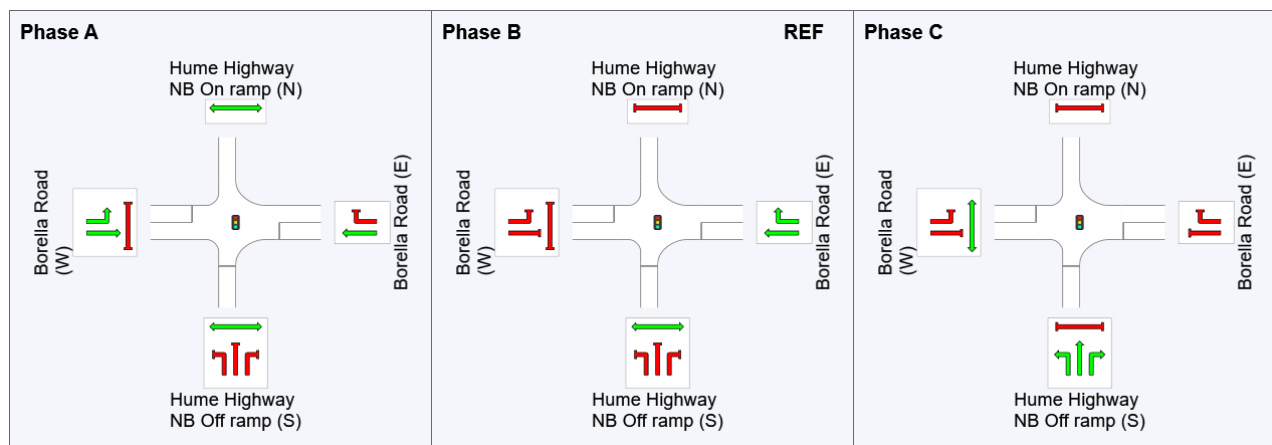 Phase A
Hume Highway
NB On ramp (N)
Borella Road
(W)
Borella Road (E)
Hume Highway
NB Off ramp (S)
Phase B
REF
Hume Highway
NB On ramp (N)
Borella Road
(W)
Borella Road (E)
Hume Highway
NB Off ramp (S)
Phase C
Hume Highway
NB On ramp (N)
Borella Road
(W)
Borella Road (E)
Hume Highway
NB Off ramp (S)